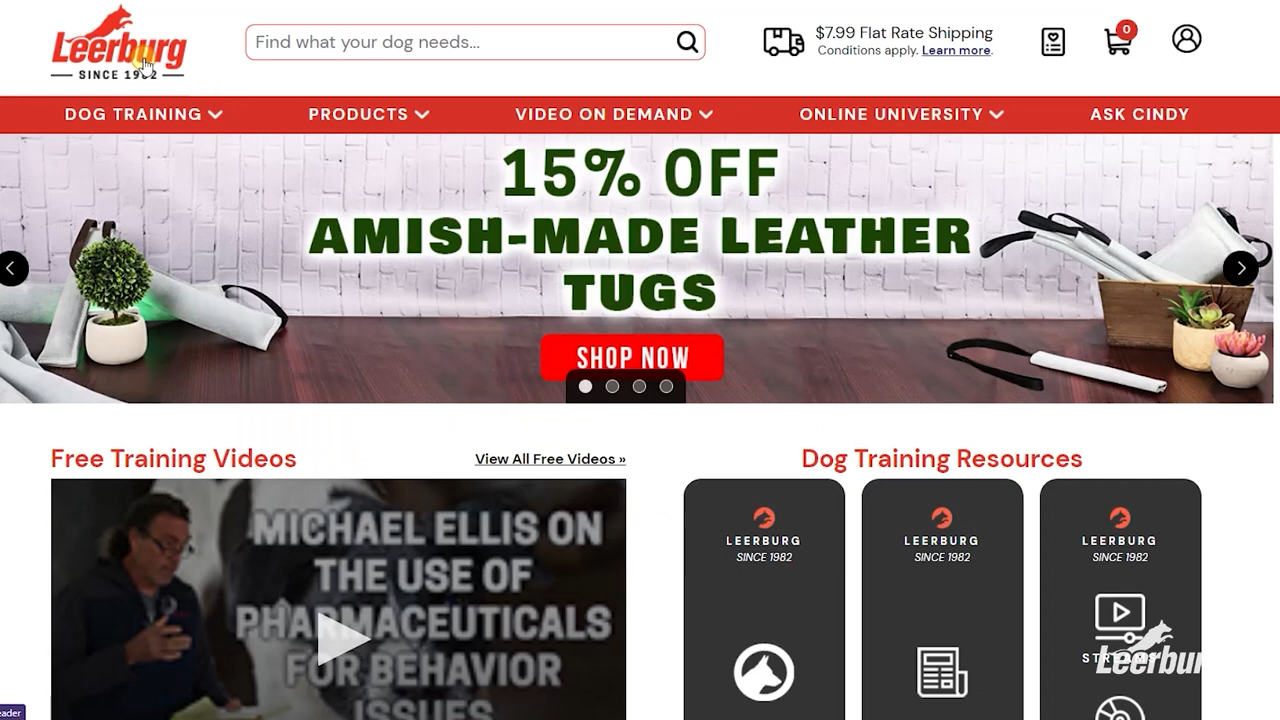 Leerburg
SINCE 1982
Find what your dog needs...
$7.99 Flat Rate Shipping
Conditions apply. Learn more.
0
DOG TRAINING
PRODUCTS
VIDEO ON DEMAND
ONLINE UNIVERSITY
ASK CINDY
15% OFF
AMISH-MADE LEATHER
TUGS
SHOP NOW
Free Training Videos
View All Free Videos »
Dog Training Resources
MICHAEL ELLIS ON
THE USE OF
PHARMACEUTICALS
FOR BEHAVIOR
ISSUES
LEERBURG
SINCE 1982
LEERBURG
SINCE 1982
LEERBURG
SINCE 1982